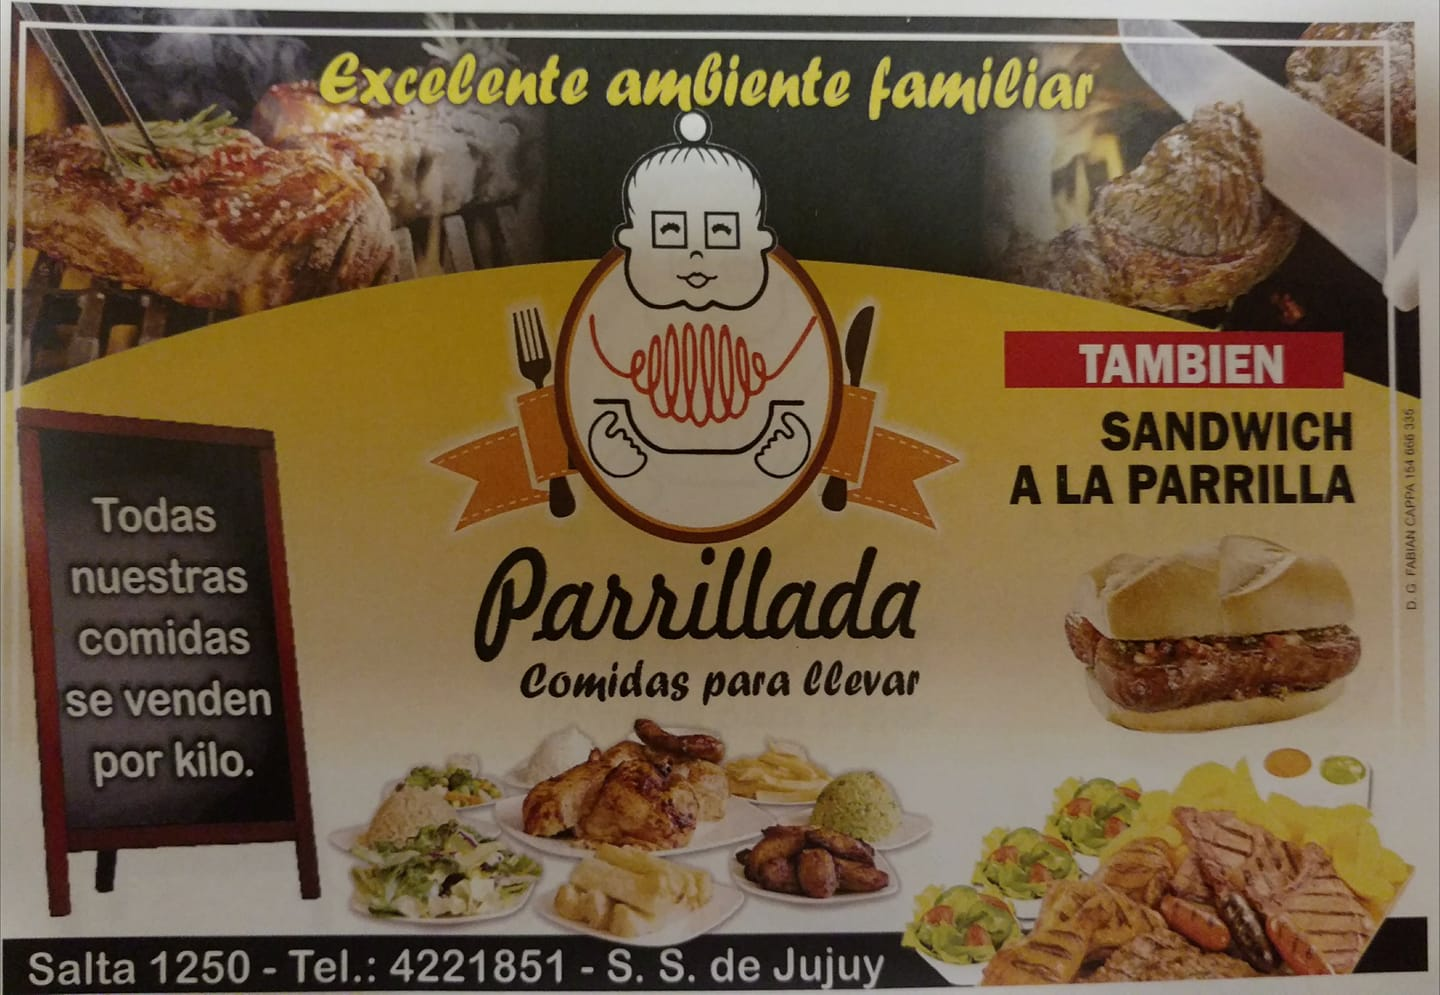 Excelente ambiente familiar
TAMBIEN
SANDWICH
A LA PARRILLA
Todas
nuestras
comidas
se venden
por kilo.
Parrillada
Comidas para llevar
D. G. FABIAN CAPPA 154 666 335
Salta 1250 - Tel.: 4221851 - S. S. de Jujuy